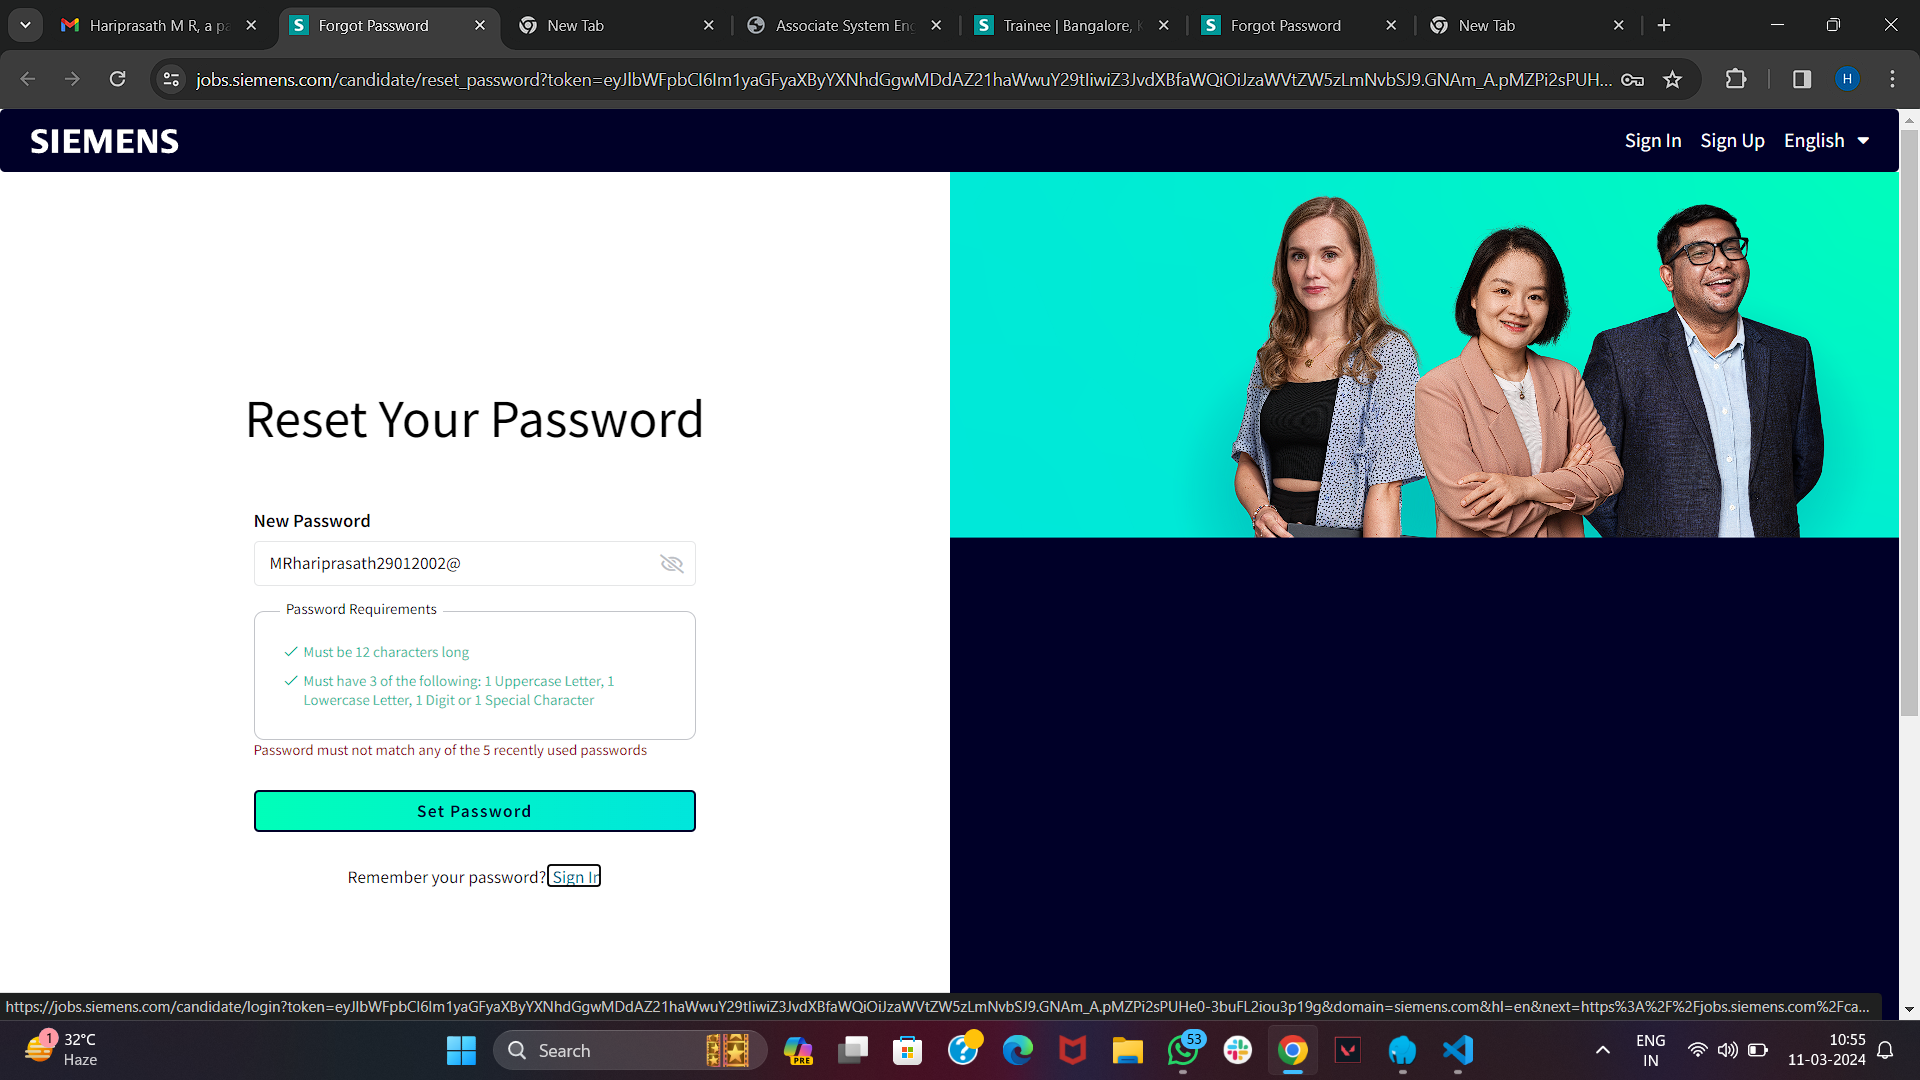 Hariprasath M R, a pa
Forgot Password
New Tab
Associate System Eng
Trainee | Bangalore, K
Forgot Password
New Tab
jobs.siemens.com/candidate/reset_password?token=eyJlbWFpbCI6Im1yaGFyaXByYXNhdGgwMDdAZ21haWwuY29tIiwiZ3JvdXBfaWQiOiJzaWVtZW5zLmNvbSJ9.GNAm_A.pMZPi2sPUH...
H
SIEMENS
Sign In Sign Up English
Reset Your Password
New Password
MRhariprasath29012002@
Password Requirements
Must be 12 characters long
Must have 3 of the following: 1 Uppercase Letter, 1
Lowercase Letter, 1 Digit or 1 Special Character
Password must not match any of the 5 recently used passwords
Set Password
Remember your password? Sign In
https://jobs.siemens.com/candidate/login?token=eyJlbWFpbCI6Im1yaGFyaXByYXNhdGgwMDdAZ21haWwuY29tIiwiZ3JvdXBfaWQiOiJzaWVtZW5zLmNvbSJ9.GNAm_A.pMZPi2sPUHe0-3buFL2iou3p19g&domain=siemens.com&hl=en&next=https%3A%2F%2Fjobs.siemens.com%2Fca...
1
32°C
Haze
Search
PRE
53
ENG
IN
10:55
11-03-2024